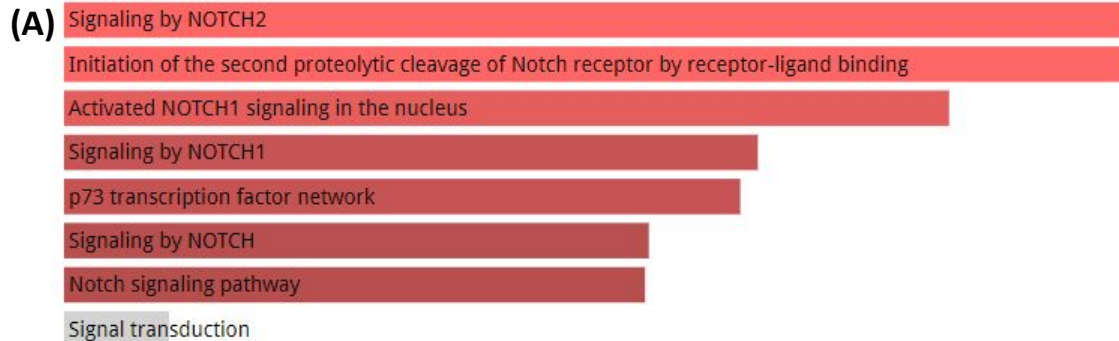 (A) Signaling by NOTCH2
Initiation of the second proteolytic cleavage of Notch receptor by receptor-ligand binding
Activated NOTCH1 signaling in the nucleus
Signaling by NOTCH1
p73 transcription factor network
Signaling by NOTCH
Notch signaling pathway
Signal transduction